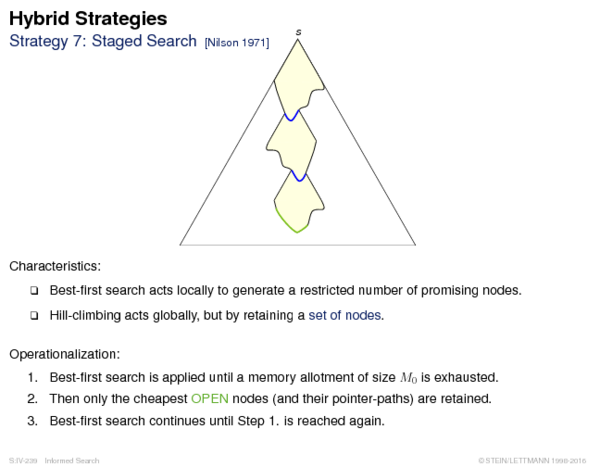 Hybrid Strategies
Strategy 7: Staged Search [Nilson 1971]
s
Characteristics:
❑ Best-first search acts locally to generate a restricted number of promising nodes.
❑ Hill-climbing acts globally, but by retaining a set of nodes.
Operationalization:
1. Best-first search is applied until a memory allotment of size M₀ is exhausted.
2. Then only the cheapest OPEN nodes (and their pointer-paths) are retained.
3. Best-first search continues until Step 1. is reached again.
S:IV-239 Informed Search © STEIN/LETTMANN 1998-2016